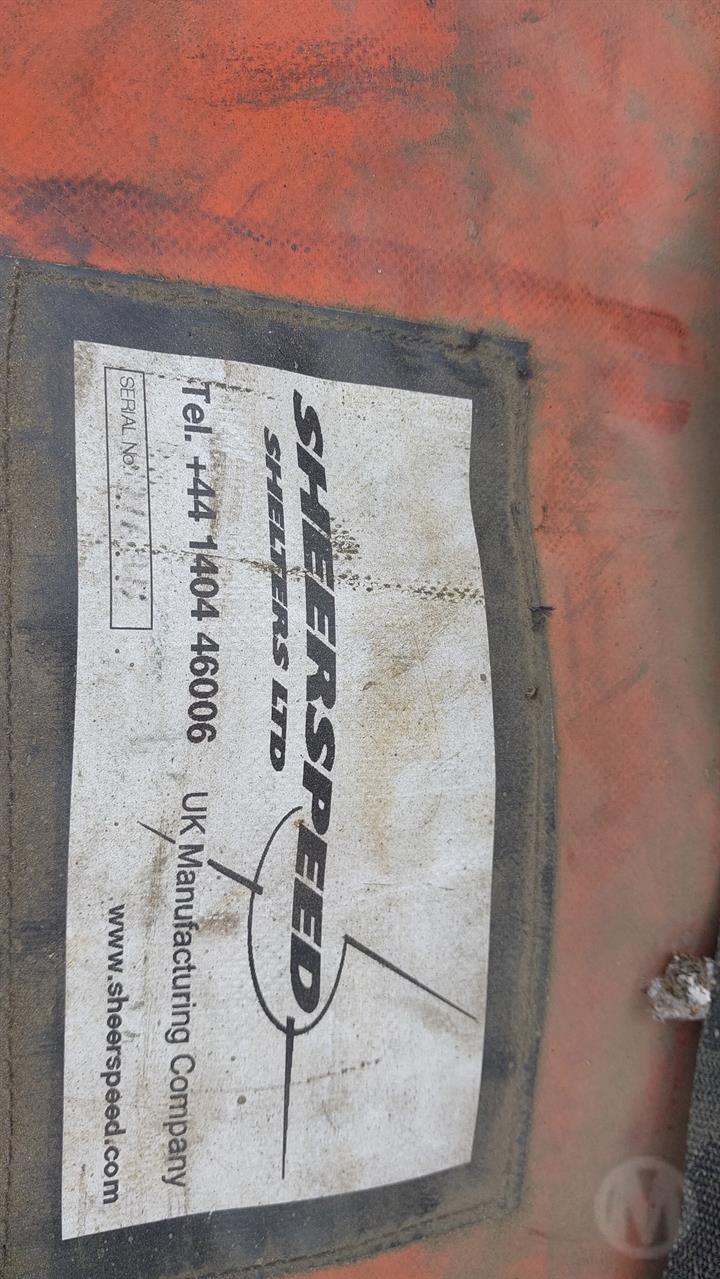 SHEERSPEED
SHELTERS LTD
Tel. +44 1404 46006
UK Manufacturing Company
SERIAL No.
www.sheerspeed.com
M